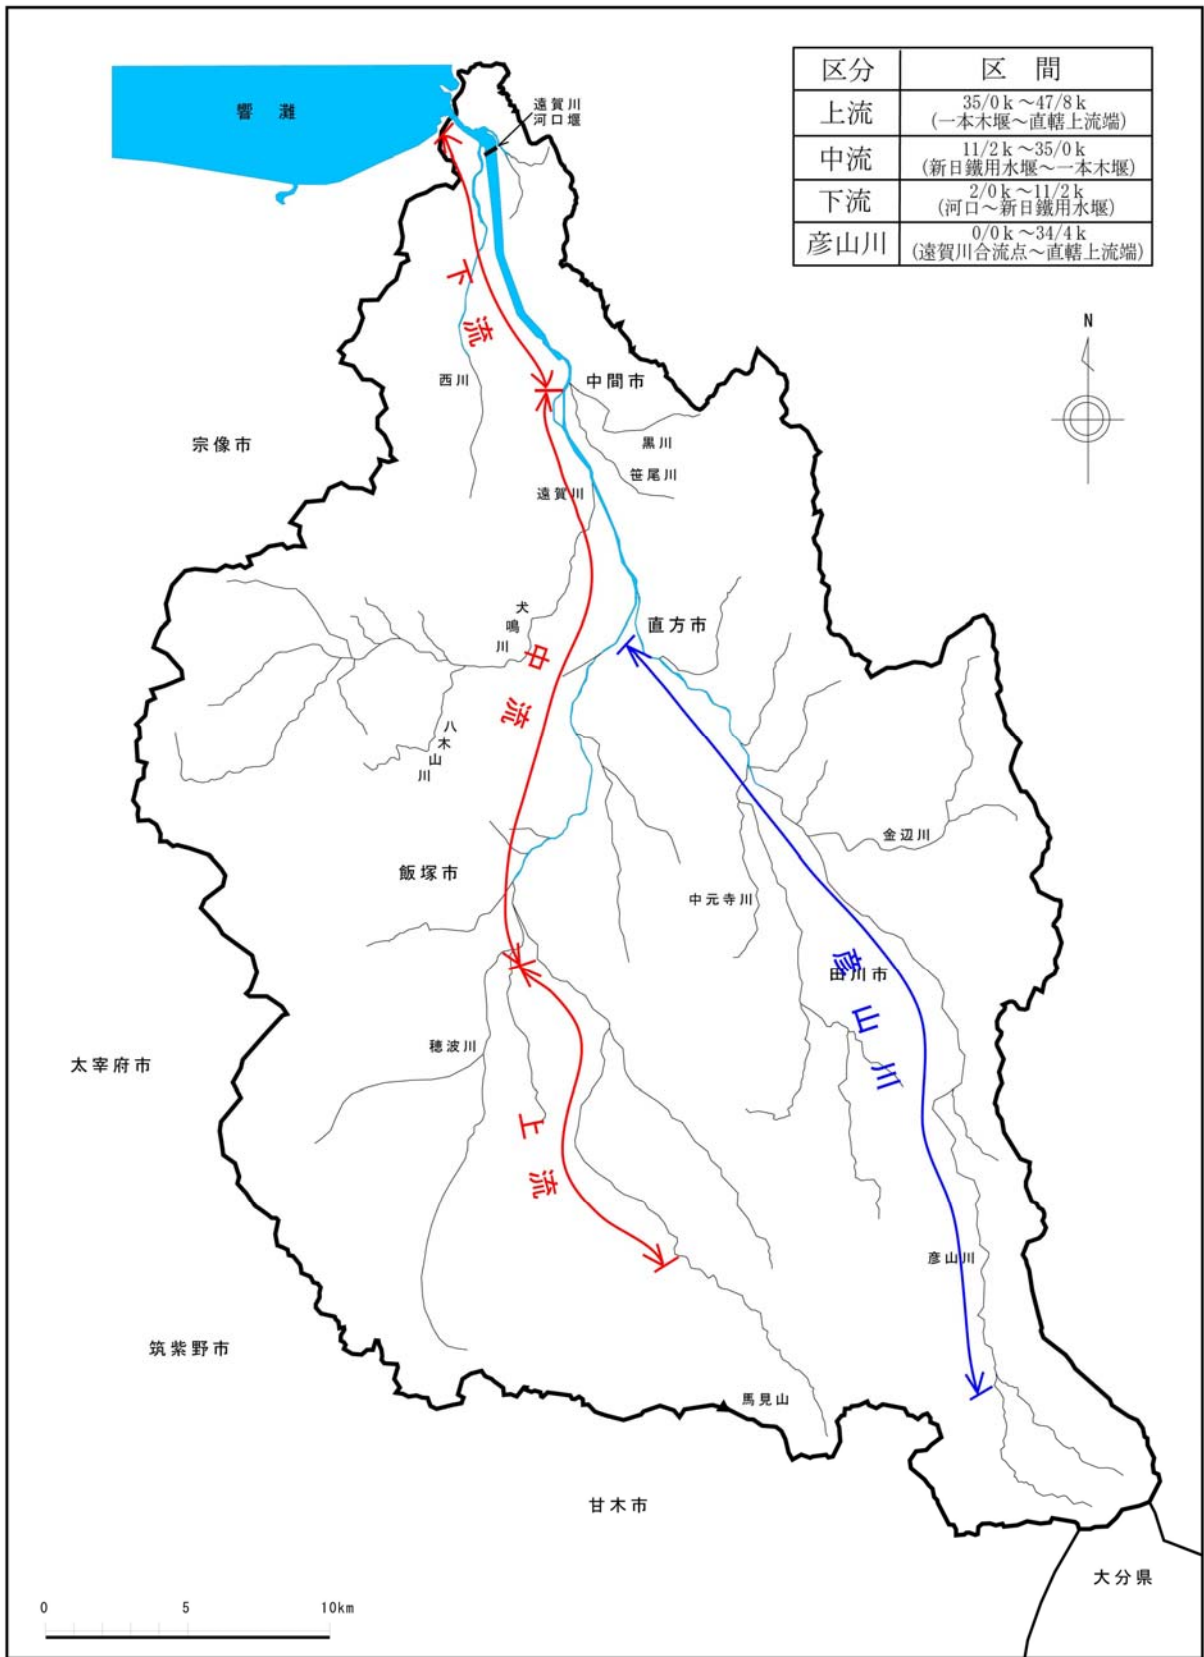 区分 区 間
上流 35/0k~47/8k
(一本木堰~直轄上流端)
中流 11/2k~35/0k
(新日鐵用水堰~一本木堰)
下流 2/0k~11/2k
(河口~新日鐵用水堰)
彦山川 0/0k~34/4k
(遠賀川合流点~直轄上流端)
響 灘
遠賀川
河口堰
下流
N
西川
中間市
宗像市
黒川
笹尾川
遠賀川
犬鳴川
直方市
中流
八木山川
金辺川
飯塚市
中元寺川
彦山川
田川市
穂波川
太宰府市
上流
彦山川
筑紫野市
馬見山
甘木市
大分県
0 5 10km